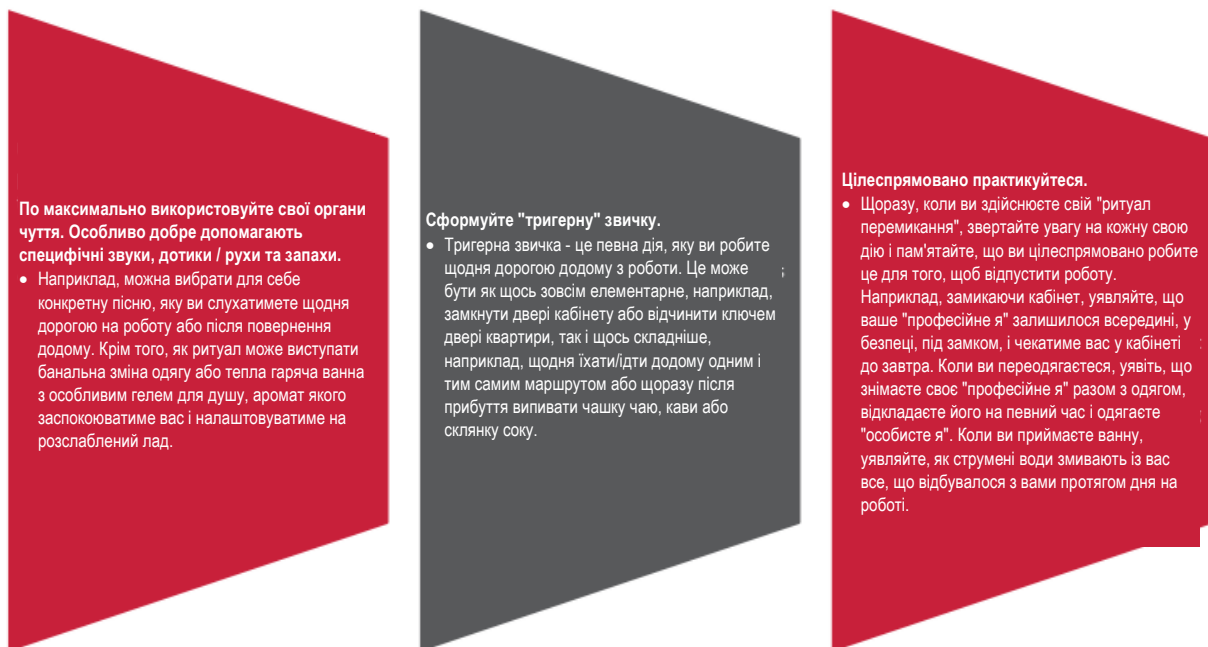 По максимально використовуйте свої органи
чуття. Особливо добре допомагають
специфічні звуки, дотики / рухи та запахи.
• Наприклад, можна вибрати для себе
конкретну пісню, яку ви слухатимете щодня
дорогою на роботу або після повернення
додому. Крім того, як ритуал може виступати
банальна зміна одягу або тепла гаряча ванна
з особливим гелем для душу, аромат якого
заспокоюватиме вас і налаштовуватиме на
розслаблений лад.
Сформуйте "тригерну" звичку.
• Тригерна звичка - це певна дія, яку ви робите
щодня дорогою додому з роботи. Це може
бути як щось зовсім елементарне, наприклад,
замкнути двері кабінету або відчинити ключем
двері квартири, так і щось складніше,
наприклад, щодня їхати/ідти додому одним і
тим самим маршрутом або щоразу після
прибуття випивати чашку чаю, кави або
склянку соку.
Цілеспрямовано практикуйтеся.
• Щоразу, коли ви здійснюєте свій "ритуал
перемикання", звертайте увагу на кожну свою
дію і пам'ятайте, що ви цілеспрямовано робите
це для того, щоб відпустити роботу.
Наприклад, замикаючи кабінет, уявляйте, що
ваше "професійне я" залишилося всередині, у
безпеці, під замком, і чекатиме вас у кабінеті
до завтра. Коли ви переодягаєтеся, уявіть, що
знімаєте своє "професійне я" разом з одягом,
відкладаєте його на певний час і одягаєте
"особисте я". Коли ви приймаєте ванну,
уявляйте, як струмені води змивають із вас
все, що відбувалося з вами протягом дня на
роботі.